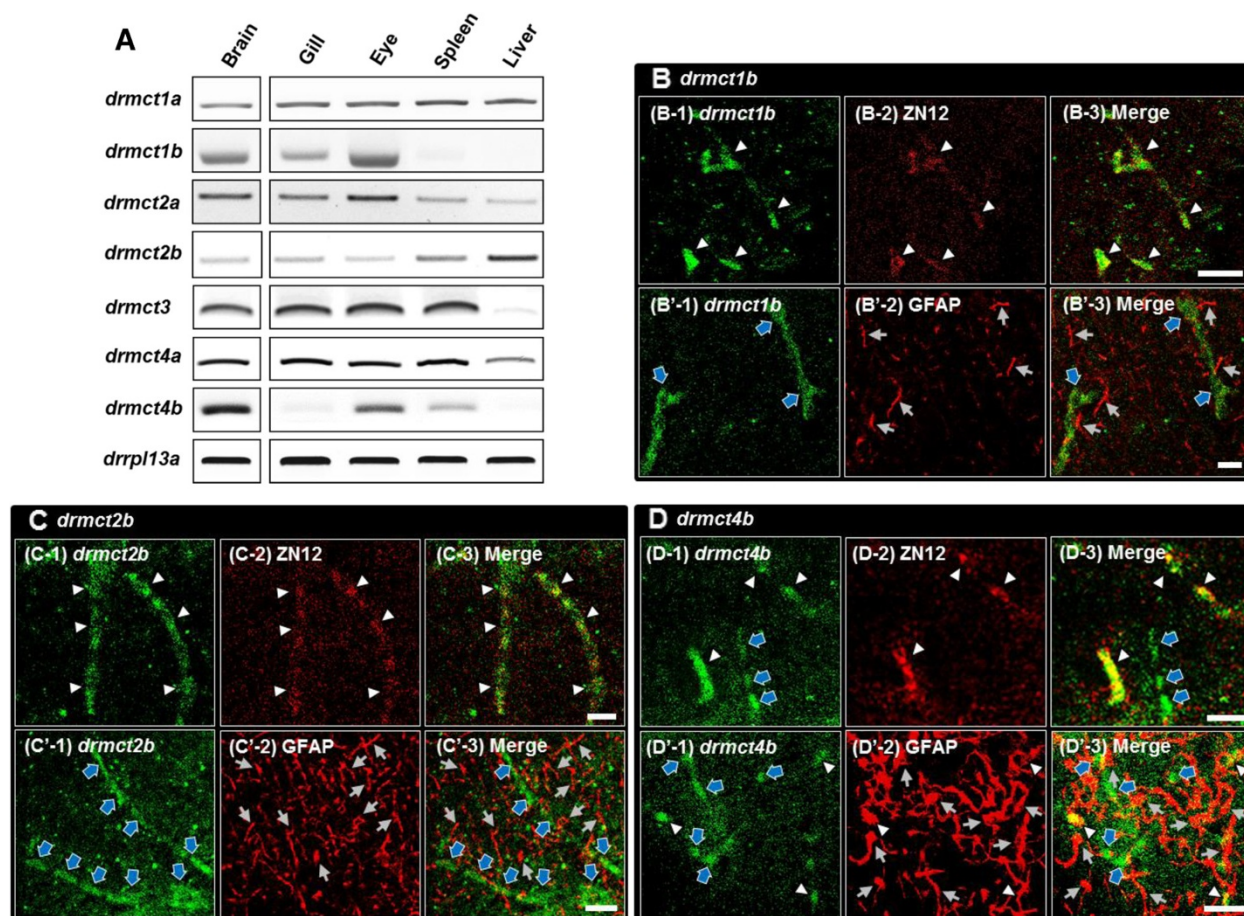 A
Brain Gill Eye Spleen Liver
drmct1a
drmct1b
drmct2a
drmct2b
drmct3
drmct4a
drmct4b
drrpl13a
B drmct1b
(B-1) drmct1b (B-2) ZN12 (B-3) Merge
(B’-1) drmct1b (B’-2) GFAP (B’-3) Merge
C drmct2b
(C-1) drmct2b (C-2) ZN12 (C-3) Merge
(C’-1) drmct2b (C’-2) GFAP (C’-3) Merge
D drmct4b
(D-1) drmct4b (D-2) ZN12 (D-3) Merge
(D’-1) drmct4b (D’-2) GFAP (D’-3) Merge